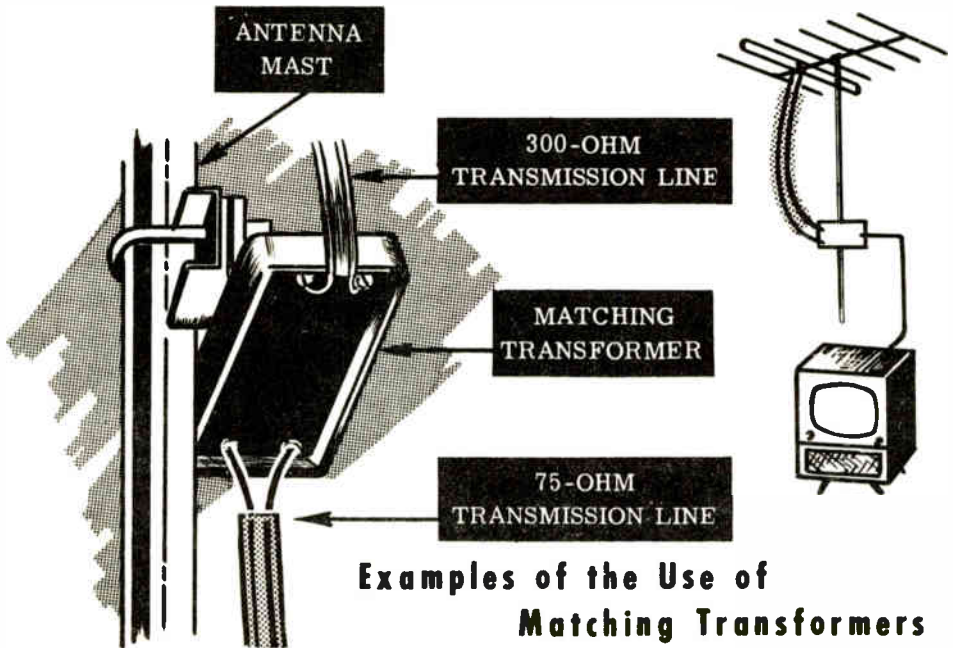 ANTENNA
MAST
300-OHM
TRANSMISSION LINE
MATCHING
TRANSFORMER
75-OHM
TRANSMISSION LINE
Examples of the Use of
Matching Transformers